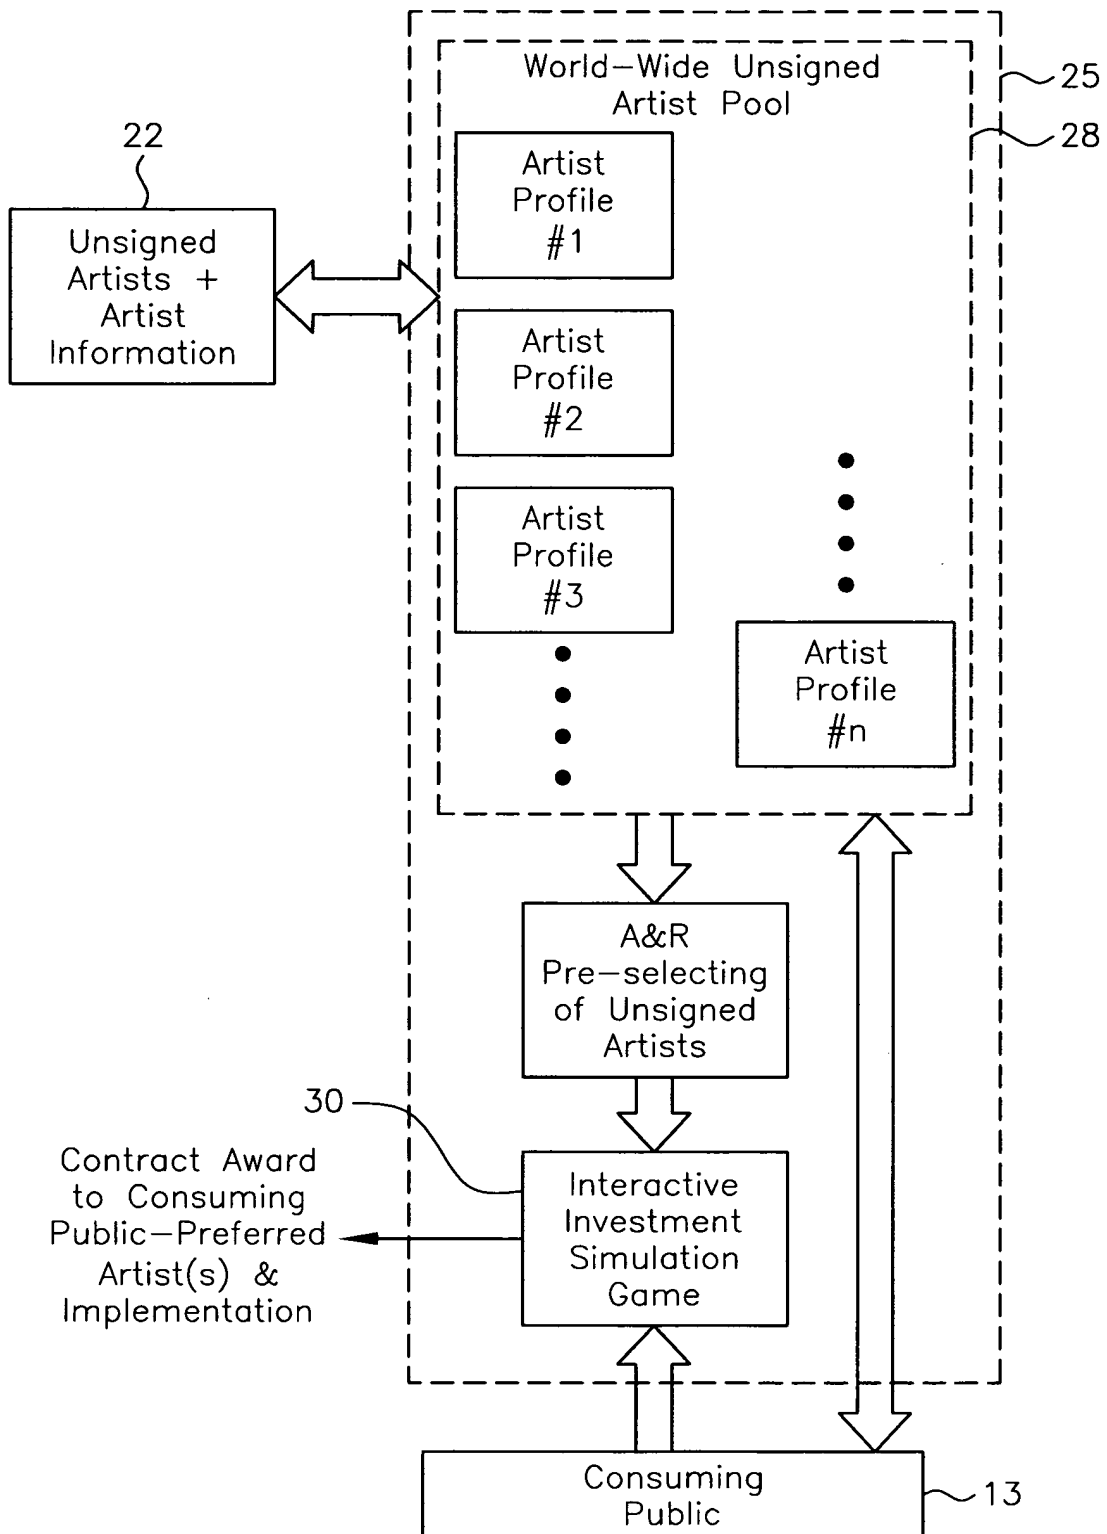 World-Wide Unsigned
Artist Pool
25
28
22
Unsigned
Artists +
Artist
Information
Artist
Profile
#1
Artist
Profile
#2
Artist
Profile
#3
Artist
Profile
#n
A&R
Pre-selecting
of Unsigned
Artists
30
Contract Award
to Consuming
Public-Preferred
Artist(s) &
Implementation
Interactive
Investment
Simulation
Game
Consuming
Public
13